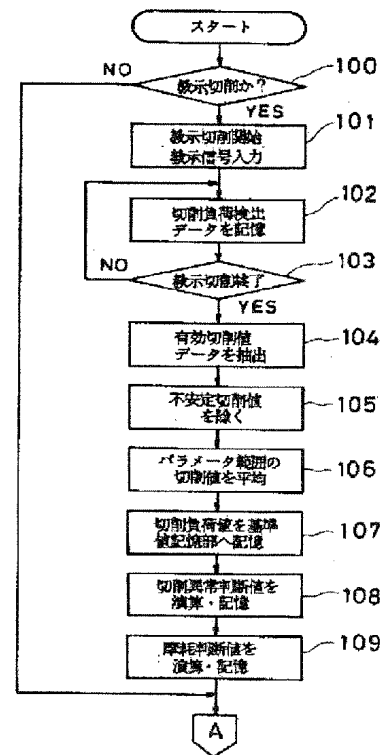 スタート
NO
教示切削か?
100
YES
101
教示切削開始
教示信号入力
102
切削負荷検出
データを記憶
NO
103
教示切削終了
YES
104
有効切削値
データを抽出
105
不安定切削値
を除く
106
パラメータ範囲の
切削値を平均
107
切削負荷値を基準
値記憶部へ記憶
108
切削異常判断値を
演算・記憶
109
摩耗判断値を
演算・記憶
A